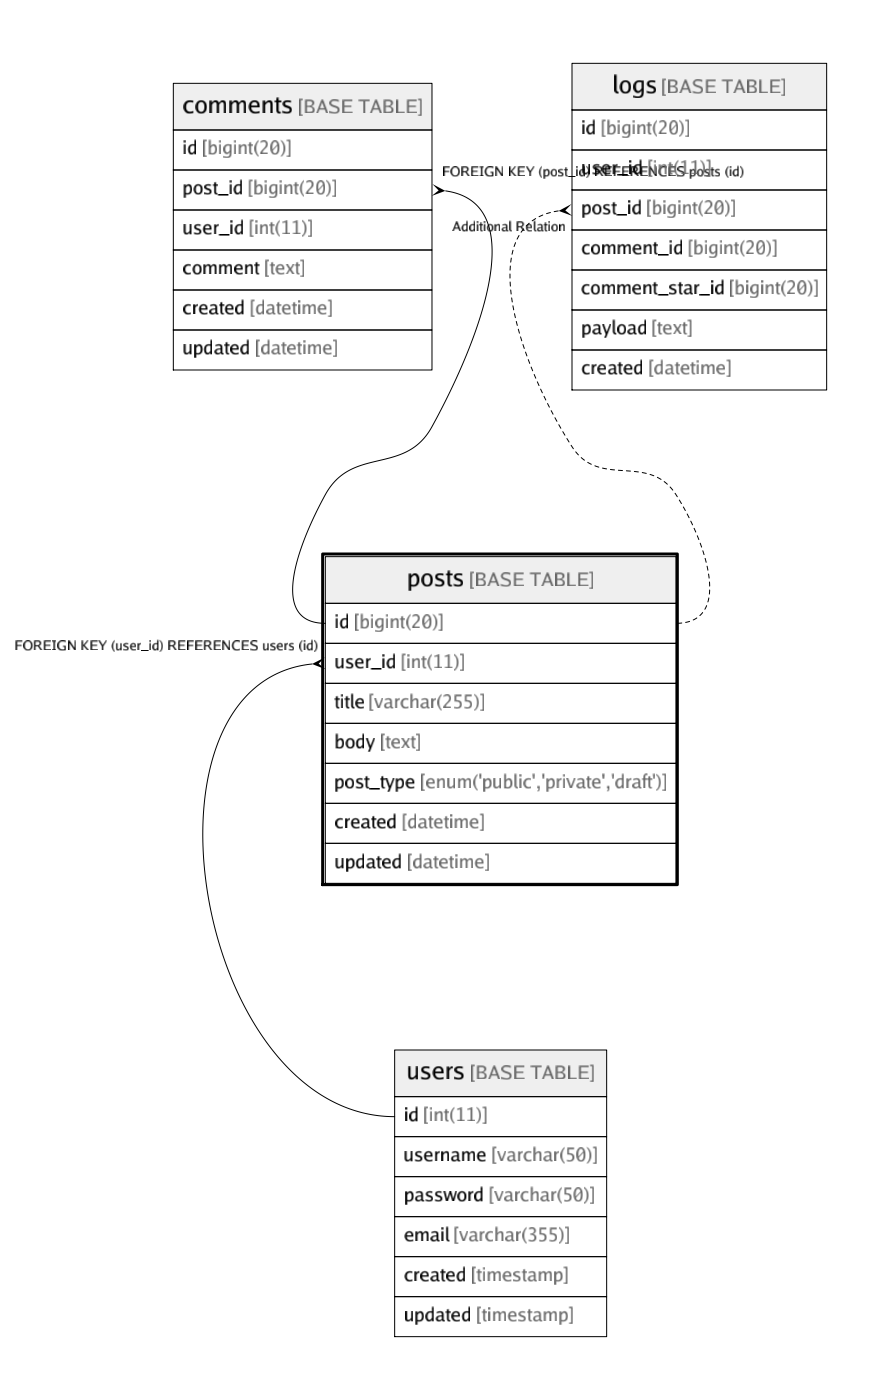 comments [BASE TABLE]
id [bigint(20)]
post_id [bigint(20)]
user_id [int(11)]
comment [text]
created [datetime]
updated [datetime]
logs [BASE TABLE]
id [bigint(20)]
user_id [int(11)]
post_id [bigint(20)]
comment_id [bigint(20)]
comment_star_id [bigint(20)]
payload [text]
created [datetime]
FOREIGN KEY (post_id) REFERENCES posts (id)
Additional Relation
posts [BASE TABLE]
id [bigint(20)]
user_id [int(11)]
title [varchar(255)]
body [text]
post_type [enum('public','private','draft')]
created [datetime]
updated [datetime]
FOREIGN KEY (user_id) REFERENCES users (id)
users [BASE TABLE]
id [int(11)]
username [varchar(50)]
password [varchar(50)]
email [varchar(355)]
created [timestamp]
updated [timestamp]